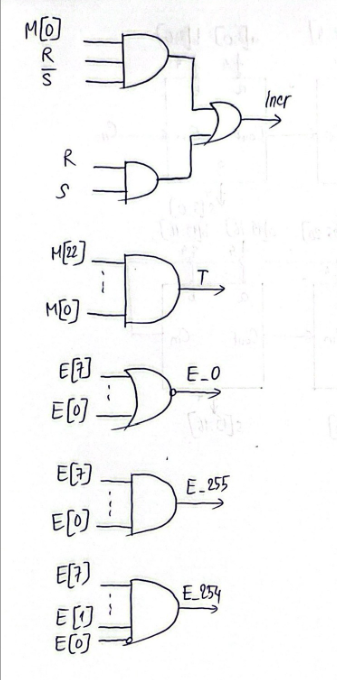 M[0]
R
S̅
Incr
R
S
M[22]
T
M[0]
E[7]
E_0
E[0]
E[7]
E_255
E[0]
E[7]
E_254
E[1]
E[0]